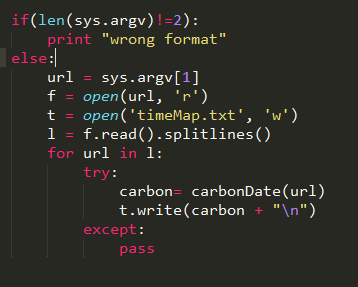 if(len(sys.argv)!=2):
    print "wrong format"
else:
    url = sys.argv[1]
    f = open(url, 'r')
    t = open('timeMap.txt', 'w')
    l = f.read().splitlines()
    for url in l:
        try:
            carbon= carbonDate(url)
            t.write(carbon + "\n")
        except:
            pass